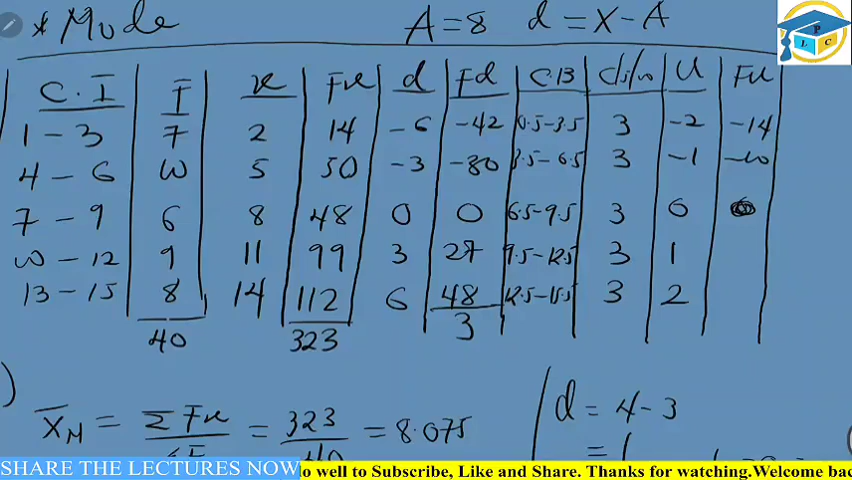 * Mode A=8 d=X-A
C.I F x Fx d Fd C.B C/s/w U Fu
1-3 7 2 14 -6 -42 0.5-3.5 3 -2 -14
4-6 10 5 50 -3 -30 3.5-6.5 3 -1 -10
7-9 6 8 48 0 0 6.5-9.5 3 0
10-12 9 11 99 3 27 9.5-12.5 3 1
13-15 8 14 112 6 48 12.5-15.5 3 2
40 323 3
) X̄M = ΣFx/ΣF = 323/40 = 8.075
d = 4-3
= 1
P
L C
SHARE THE LECTURES NOW
o well to Subscribe, Like and Share. Thanks for watching.Welcome bac